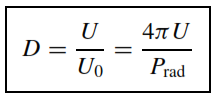 D = U / U₀ = 4πU / P_rad